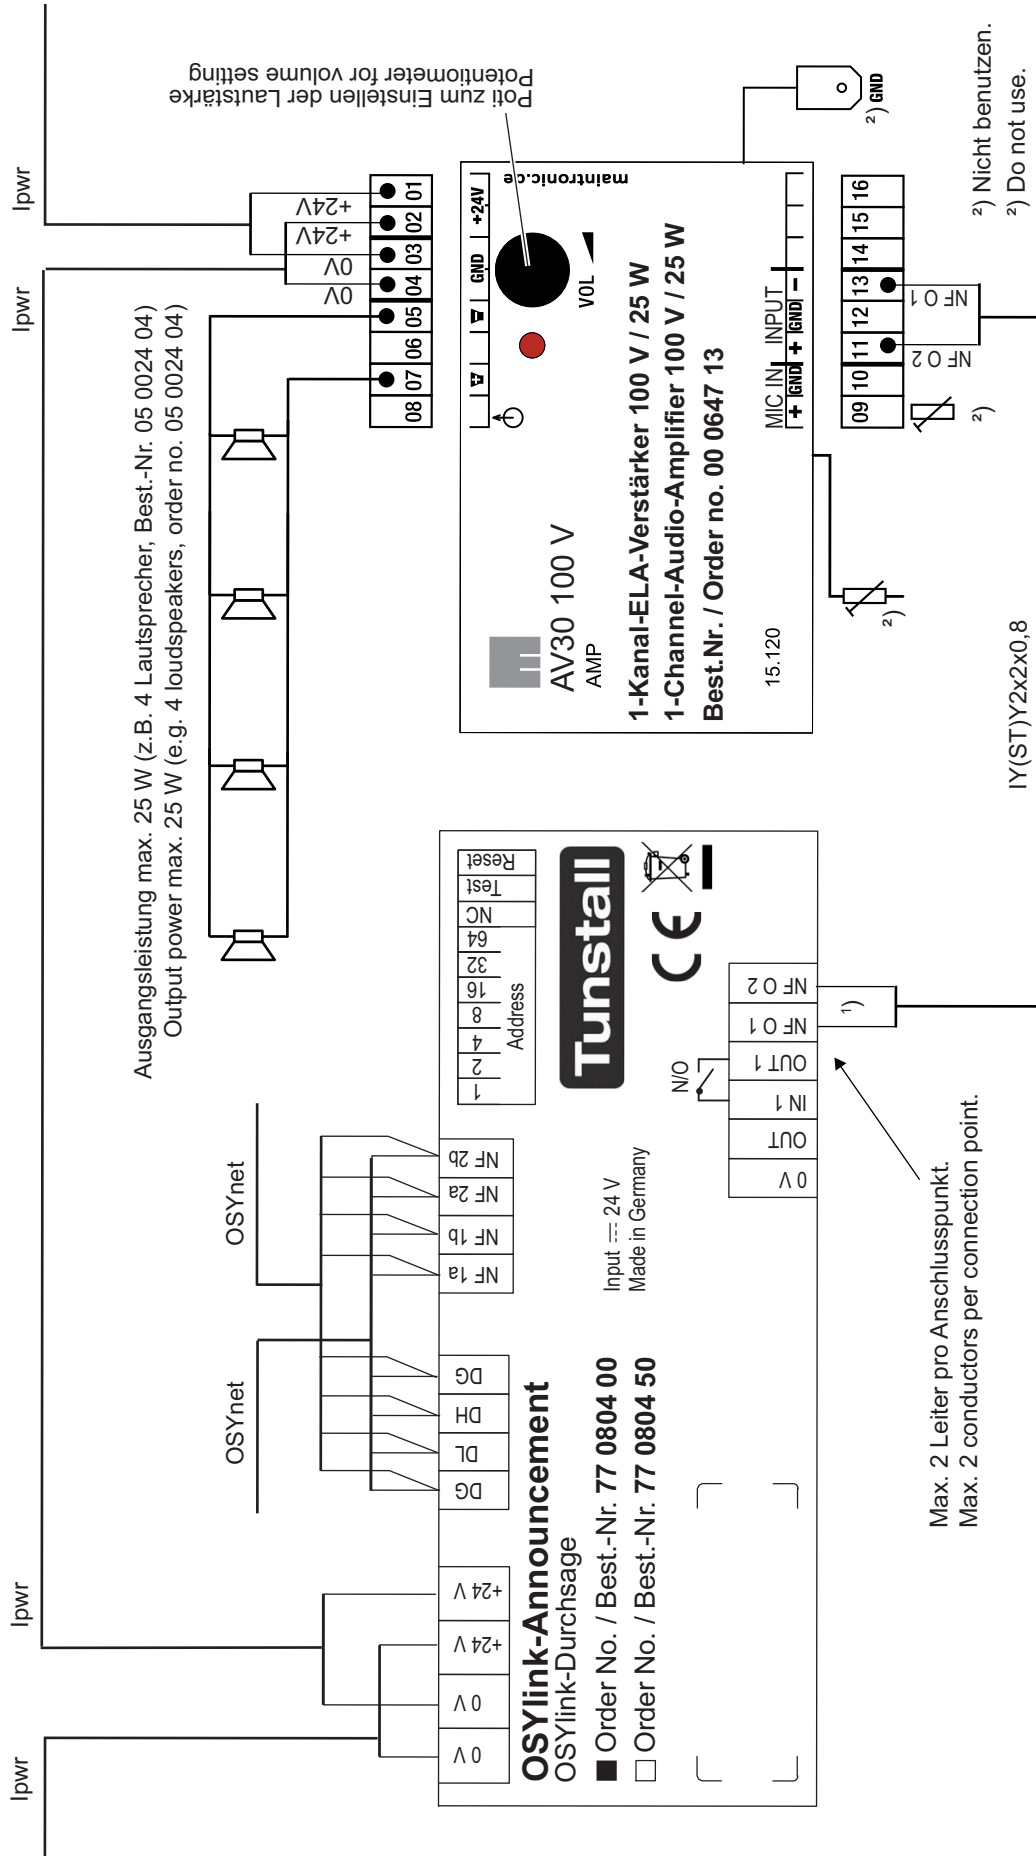 Ipwr
Ipwr
Ipwr
Ipwr
OSYnet
OSYnet
Ausgangsleistung max. 25 W (z.B. 4 Lautsprecher, Best.-Nr. 05 0024 04)
Output power max. 25 W (e.g. 4 loudspeakers, order no. 05 0024 04)
Poti zum Einstellen der Lautstärke
Potentiometer for volume setting
0V
0V
+24V
+24V
08 07 06 05 04 03 02 01
GND +24V
maintronic.de
VOL
AV30 100 V
AMP
1-Kanal-ELA-Verstärker 100 V / 25 W
1-Channel-Audio-Amplifier 100 V / 25 W
Best.Nr. / Order no. 00 0647 13
15.120
MIC IN INPUT
+ GND + GND −
09 10 11 12 13 14 15 16
NF O 2
NF O 1
²)
²)
²) GND
²) Nicht benutzen.
²) Do not use.
0 V 0 V +24 V +24 V
DG DL DH DG
NF 1a NF 1b NF 2a NF 2b
1 2 4 8 16 32 64 NC Test Reset
Address
OSYlink-Announcement
OSYlink-Durchsage
■ Order No. / Best.-Nr. 77 0804 00
□ Order No. / Best.-Nr. 77 0804 50
Input ⎓ 24 V
Made in Germany
Tunstall
CE
N/O
0 V OUT IN 1 OUT 1 NF O 1 NF O 2
¹)
Max. 2 Leiter pro Anschlusspunkt.
Max. 2 conductors per connection point.
IY(ST)Y2x2x0,8